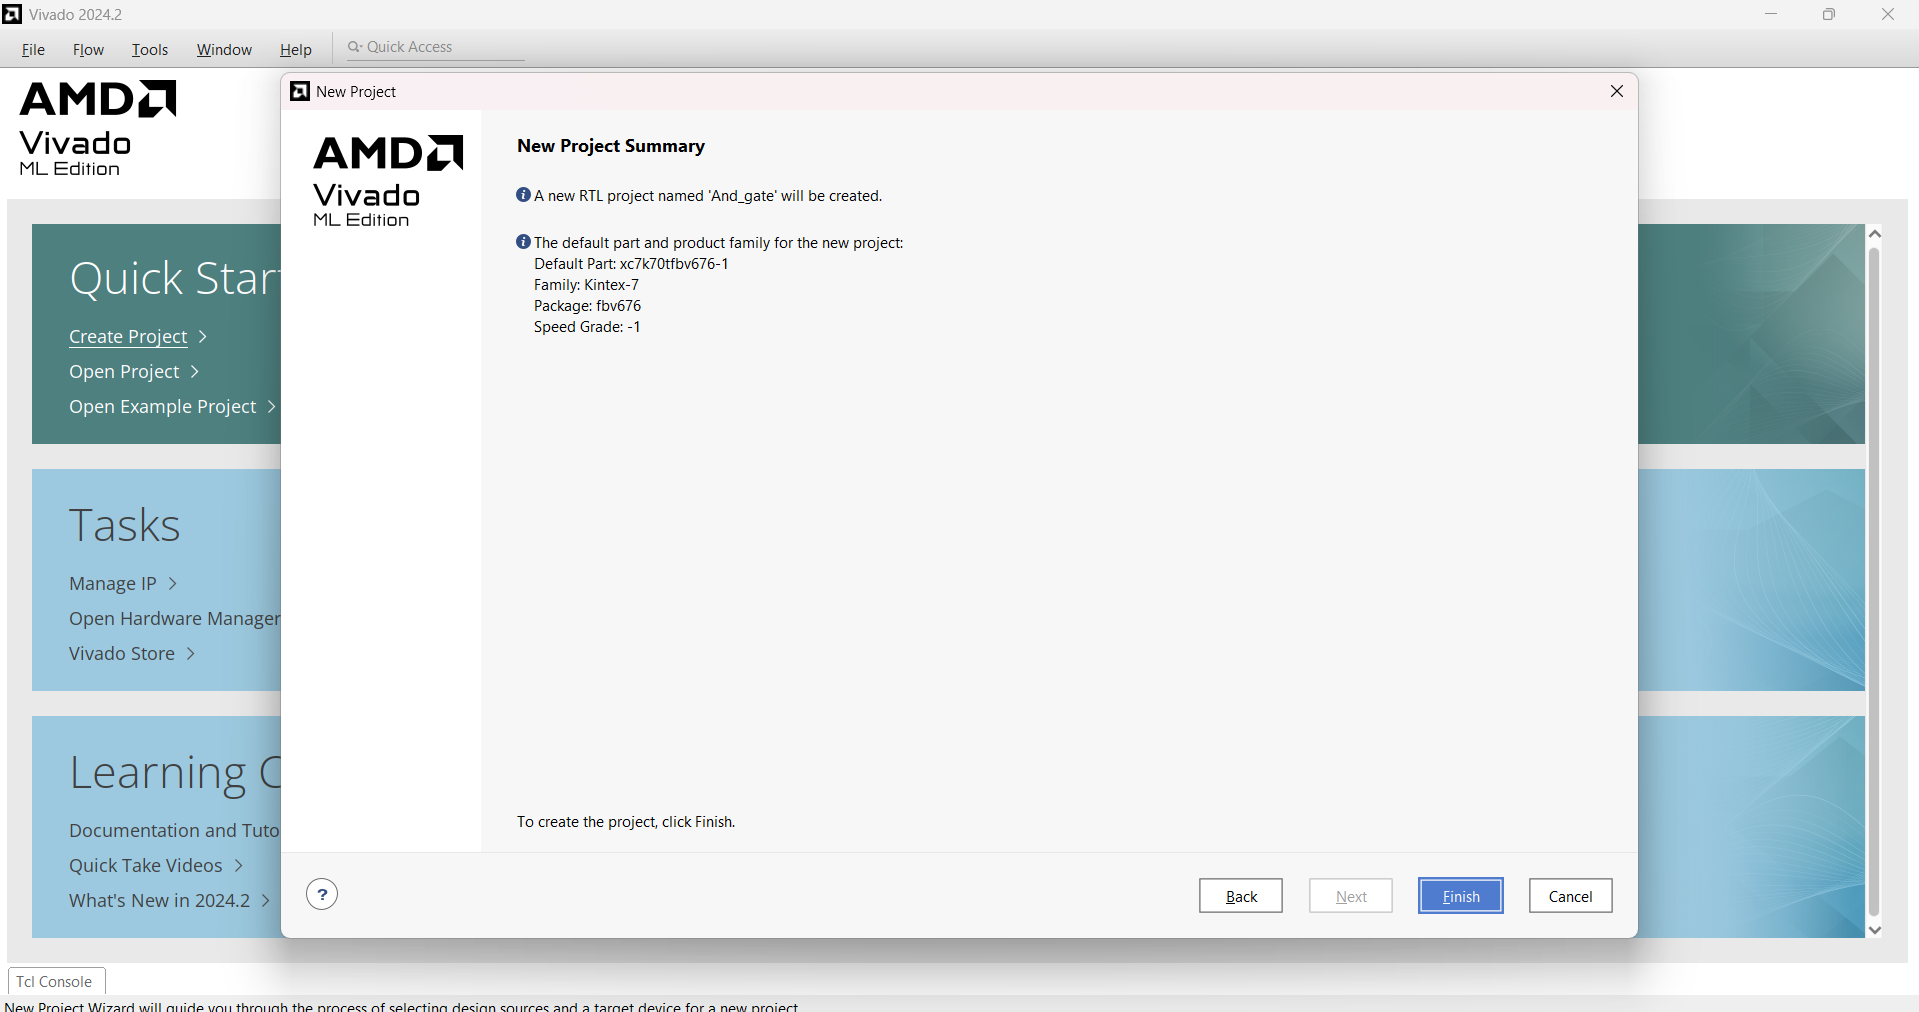 Vivado 2024.2
File Flow Tools Window Help Quick Access
AMD
Vivado
ML Edition
Quick Star
Create Project >
Open Project >
Open Example Project >
Tasks
Manage IP >
Open Hardware Manager
Vivado Store >
Learning C
Documentation and Tuto
Quick Take Videos >
What's New in 2024.2 >
New Project
AMD
Vivado
ML Edition
New Project Summary
A new RTL project named 'And_gate' will be created.
The default part and product family for the new project:
Default Part: xc7k70tfbv676-1
Family: Kintex-7
Package: fbv676
Speed Grade: -1
To create the project, click Finish.
? Back Next Finish Cancel
Tcl Console
New Project Wizard will guide you through the process of selecting design sources and a target device for a new project